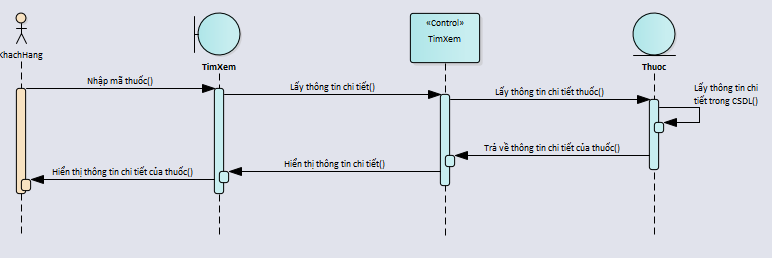 «Control»
TimXem
KhachHang
TimXem
Thuoc
Nhập mã thuốc()
Lấy thông tin chi tiết()
Lấy thông tin chi tiết thuốc()
Lấy thông tin chi
tiết trong CSDL()
Trả về thông tin chi tiết của thuốc()
Hiển thị thông tin chi tiết()
Hiển thị thông tin chi tiết của thuốc()